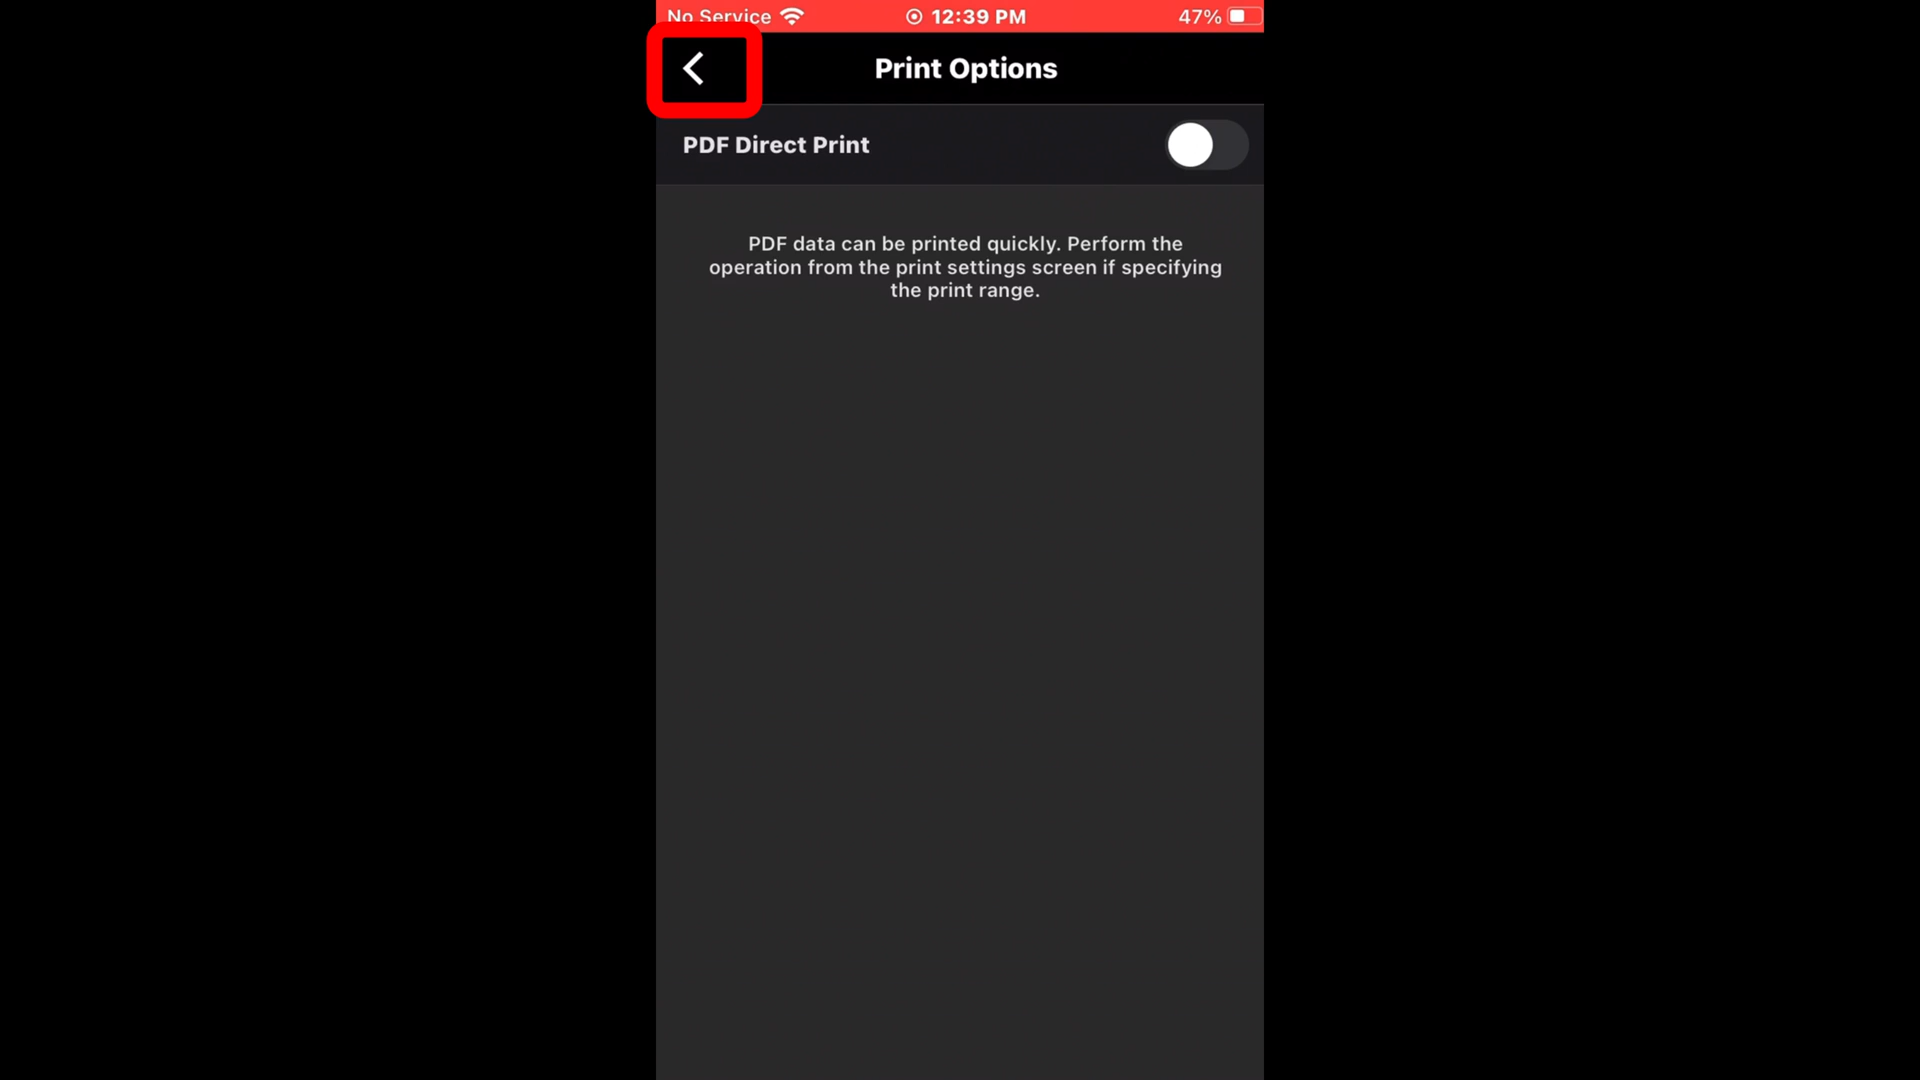 No Service 12:39 PM 47%
Print Options
PDF Direct Print
PDF data can be printed quickly. Perform the
operation from the print settings screen if specifying
the print range.